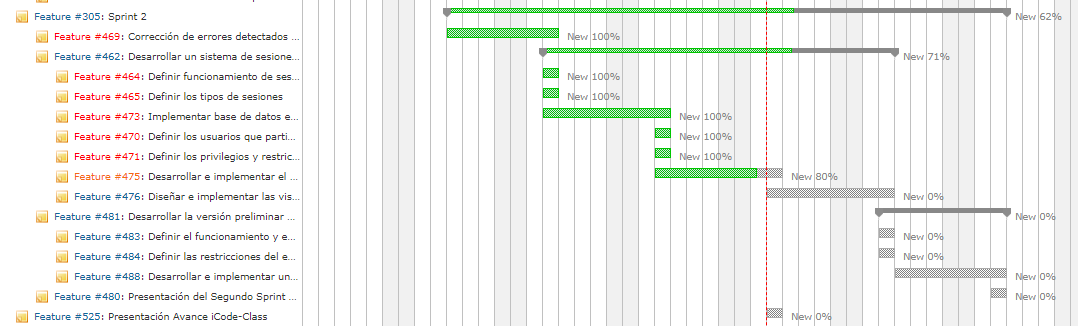 Feature #305: Sprint 2 New 62%
Feature #469: Corrección de errores detectados ... New 100%
Feature #462: Desarrollar un sistema de sesione... New 71%
Feature #464: Definir funcionamiento de ses... New 100%
Feature #465: Definir los tipos de sesiones New 100%
Feature #473: Implementar base de datos e... New 100%
Feature #470: Definir los usuarios que parti... New 100%
Feature #471: Definir los privilegios y restric... New 100%
Feature #475: Desarrollar e implementar el ... New 80%
Feature #476: Diseñar e implementar las vis... New 0%
Feature #481: Desarrollar la versión preliminar ... New 0%
Feature #483: Definir el funcionamiento y e... New 0%
Feature #484: Definir las restricciones del e... New 0%
Feature #488: Desarrollar e implementar un... New 0%
Feature #480: Presentación del Segundo Sprint ... New 0%
Feature #525: Presentación Avance iCode-Class New 0%